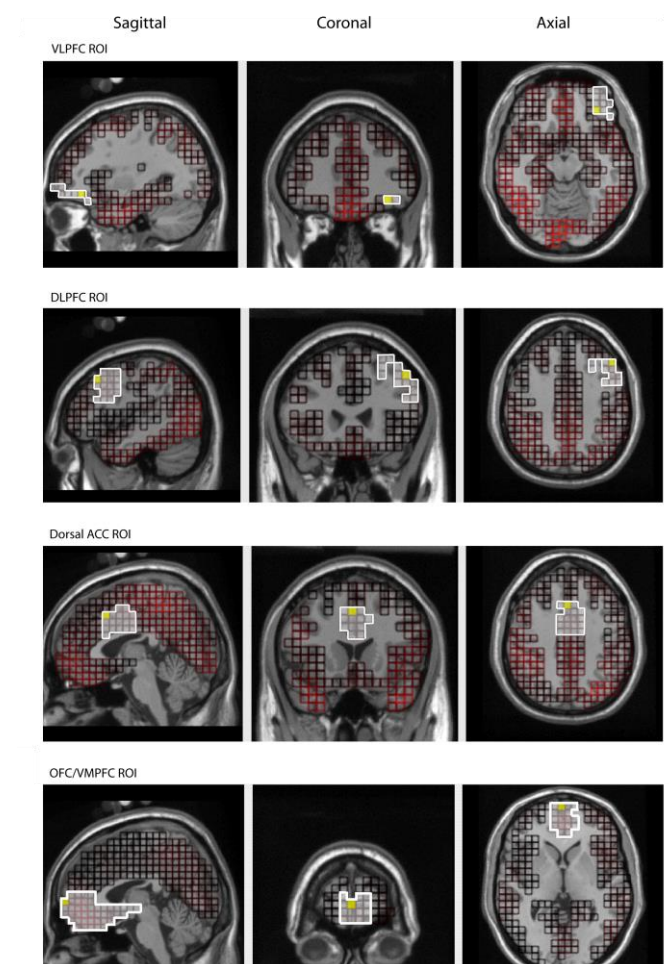 Sagittal Coronal Axial
VLPFC ROI
DLPFC ROI
Dorsal ACC ROI
OFC/VMPFC ROI